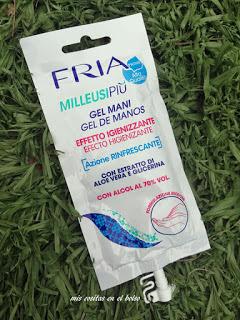 FRIA
MILLEUSIPIÙ
GEL MANI
GEL DE MANOS
EFFETTO IGIENIZZANTE
EFECTO HIGIENIZANTE
[Azione RINFRESCANTE]
CON ESTRATTO DI
ALOE VERA E GLICERINA
CON ALCOL AL 70% VOL.
mis cositas en el bolso